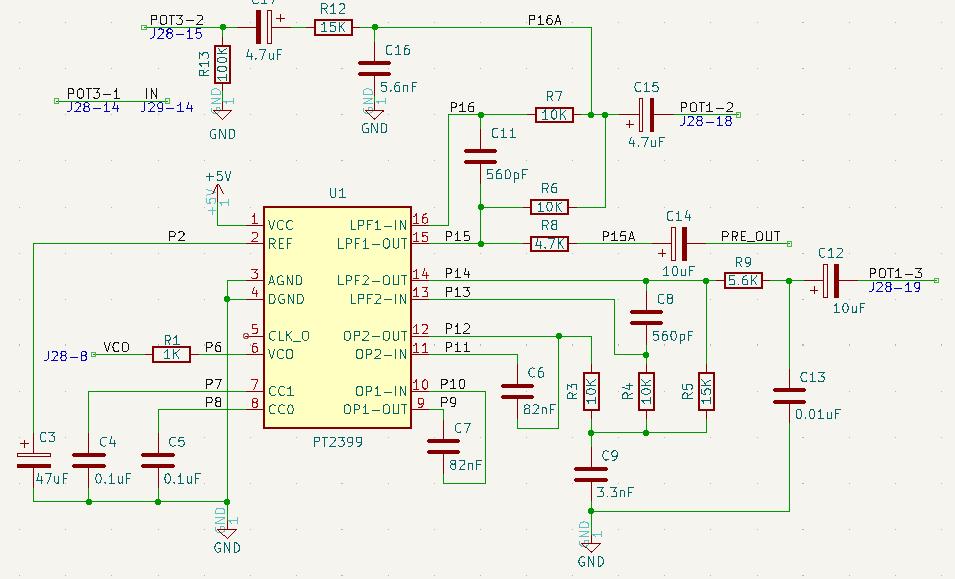 C17
POT3-2
J28-15
+
R12
15K
P16A
4.7uF
R13
100K
C16
5.6nF
GND
1
GND
GND
1
GND
POT3-1
J28-14
IN
J29-14
P16
R7
10K
C15
+
4.7uF
POT1-2
J28-18
C11
560pF
R6
10K
+5V
+5V
1
U1
1
VCC
LPF1-IN
16
P2
2
REF
LPF1-OUT
15
P15
R8
4.7K
P15A
C14
+
10uF
PRE_OUT
3
AGND
LPF2-OUT
14
P14
R9
5.6K
C12
+
10uF
POT1-3
J28-19
4
DGND
LPF2-IN
13
P13
C8
560pF
5
CLK_O
OP2-OUT
12
P12
J28-8
VCO
R1
1K
P6
6
VCO
OP2-IN
11
P11
P7
7
CC1
OP1-IN
10
P10
P8
8
CC0
OP1-OUT
9
P9
PT2399
C6
82nF
R3
10K
R4
10K
R5
15K
C13
0.01uF
C7
82nF
+
C3
47uF
C4
0.1uF
C5
0.1uF
C9
3.3nF
GND
1
GND
GND
1
GND